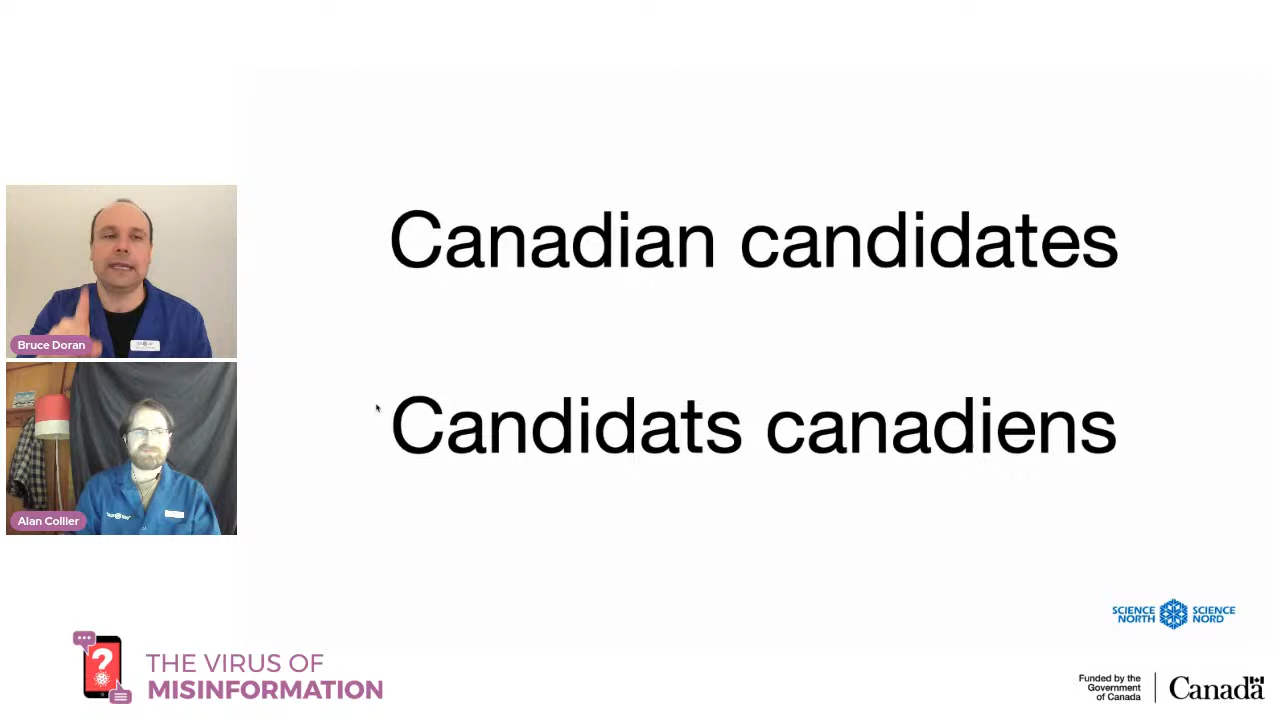 Canadian candidates
Candidats canadiens
Bruce Doran
Alan Collier
SCIENCE NORTH
SCIENCE NORD
?
THE VIRUS OF
MISINFORMATION
Funded by the
Government
of Canada
Canada